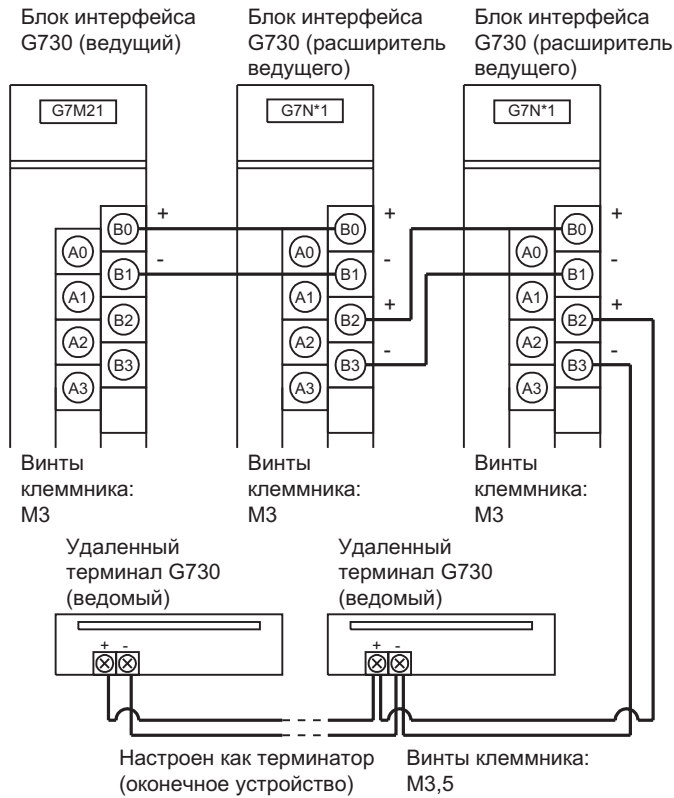 Блок интерфейса
G730 (ведущий)
Блок интерфейса
G730 (расширитель
ведущего)
Блок интерфейса
G730 (расширитель
ведущего)
G7M21
G7N*1
G7N*1
B0 +
A0
B1 -
A1
B2
A2
B3
A3
B0 +
A0
B1 -
A1
B2 +
A2
B3 -
A3
B0 +
A0
B1 -
A1
B2 +
A2
B3 -
A3
Винты
клеммника:
M3
Винты
клеммника:
M3
Винты
клеммника:
M3
Удаленный
терминал G730
(ведомый)
Удаленный
терминал G730
(ведомый)
+ -
+ -
Настроен как терминатор
(оконечное устройство)
Винты клеммника:
M3,5